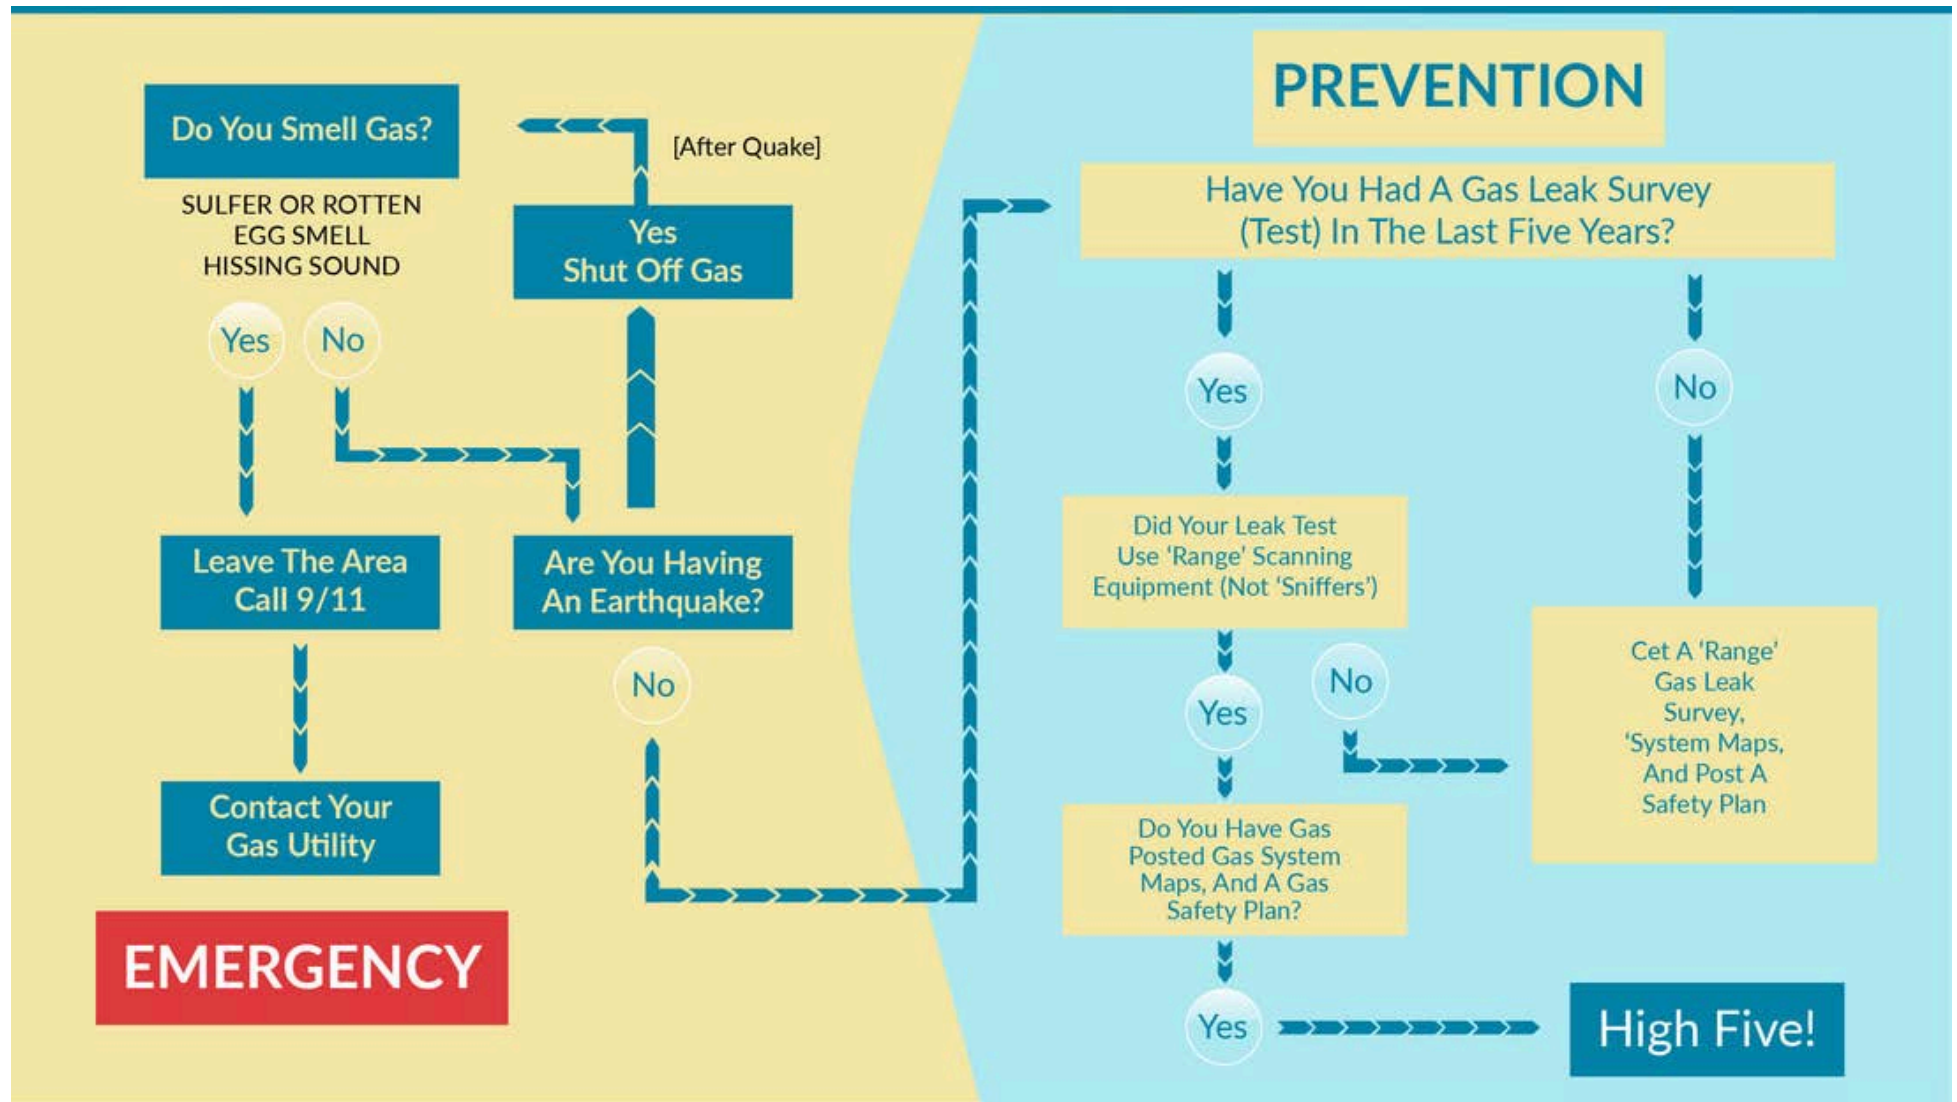 Do You Smell Gas?
SULFER OR ROTTEN
EGG SMELL
HISSING SOUND
Yes
No
[After Quake]
Yes
Shut Off Gas
Leave The Area
Call 9/11
Are You Having
An Earthquake?
No
Contact Your
Gas Utility
EMERGENCY
PREVENTION
Have You Had A Gas Leak Survey
(Test) In The Last Five Years?
Yes
No
Did Your Leak Test
Use ‘Range’ Scanning
Equipment (Not ‘Sniffers’)
Yes
No
Cet A ‘Range’
Gas Leak
Survey,
‘System Maps,
And Post A
Safety Plan
Do You Have Gas
Posted Gas System
Maps, And A Gas
Safety Plan?
Yes
High Five!